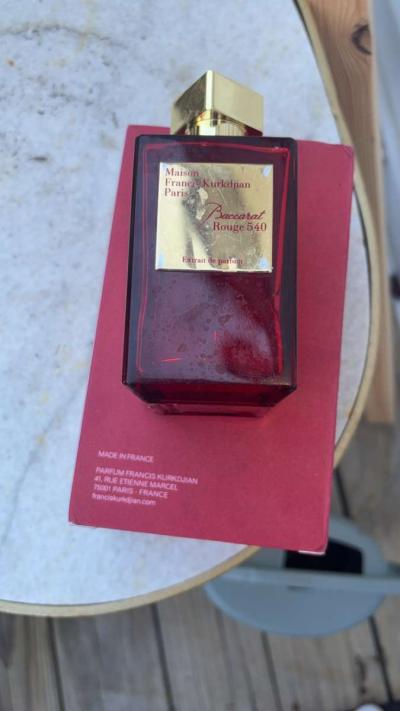 Maison
Francis Kurkdjian
Paris
Baccarat
Rouge 540
Extrait de parfum
MADE IN FRANCE
PARFUM FRANCIS KURKDJIAN
41, RUE ETIENNE MARCEL
75001 PARIS - FRANCE
franciskurkdjian.com